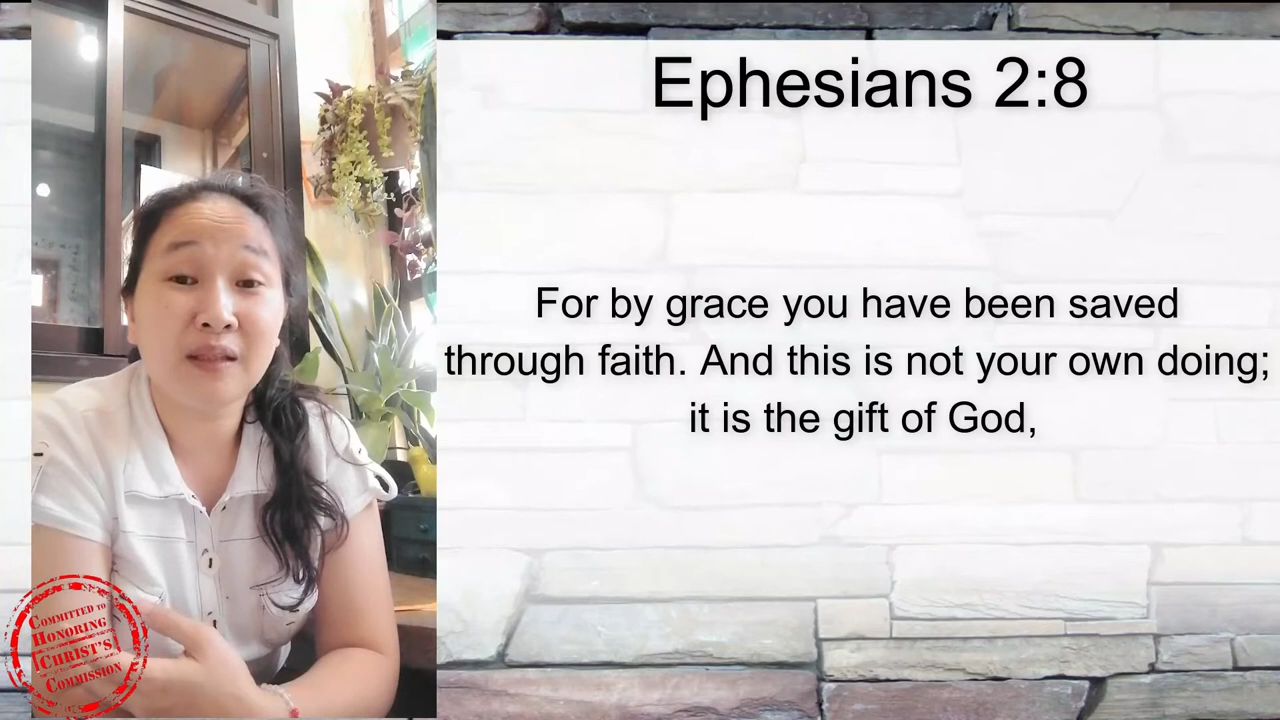 Ephesians 2:8
For by grace you have been saved
through faith. And this is not your own doing;
it is the gift of God,
COMMITTED TO
HONORING
CHRIST'S
COMMISSION